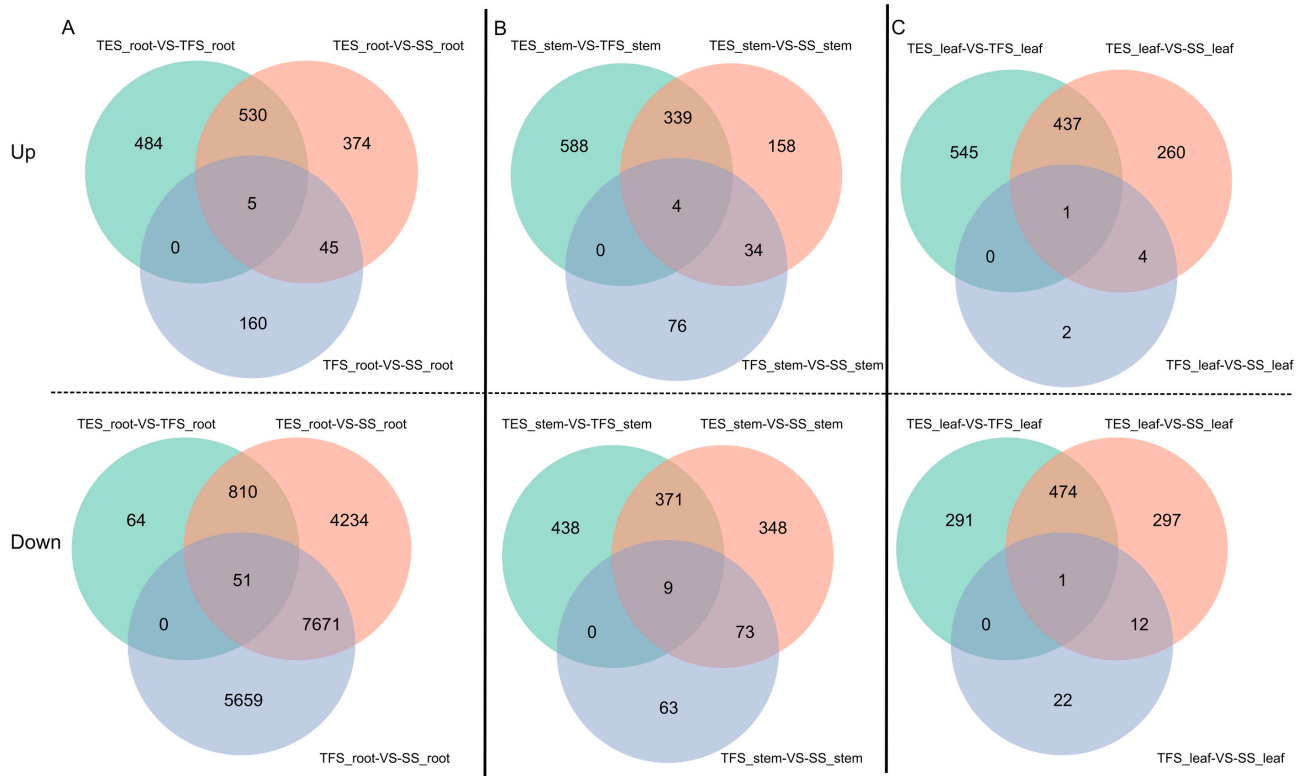 A
TES_root-VS-TFS_root
TES_root-VS-SS_root
Up
484
530
374
5
0
45
160
TFS_root-VS-SS_root
B
TES_stem-VS-TFS_stem
TES_stem-VS-SS_stem
588
339
158
4
0
34
76
TFS_stem-VS-SS_stem
C
TES_leaf-VS-TFS_leaf
TES_leaf-VS-SS_leaf
545
437
260
1
0
4
2
TFS_leaf-VS-SS_leaf
Down
TES_root-VS-TFS_root
TES_root-VS-SS_root
64
810
4234
51
0
7671
5659
TFS_root-VS-SS_root
TES_stem-VS-TFS_stem
TES_stem-VS-SS_stem
438
371
348
9
0
73
63
TFS_stem-VS-SS_stem
TES_leaf-VS-TFS_leaf
TES_leaf-VS-SS_leaf
291
474
297
1
0
12
22
TFS_leaf-VS-SS_leaf